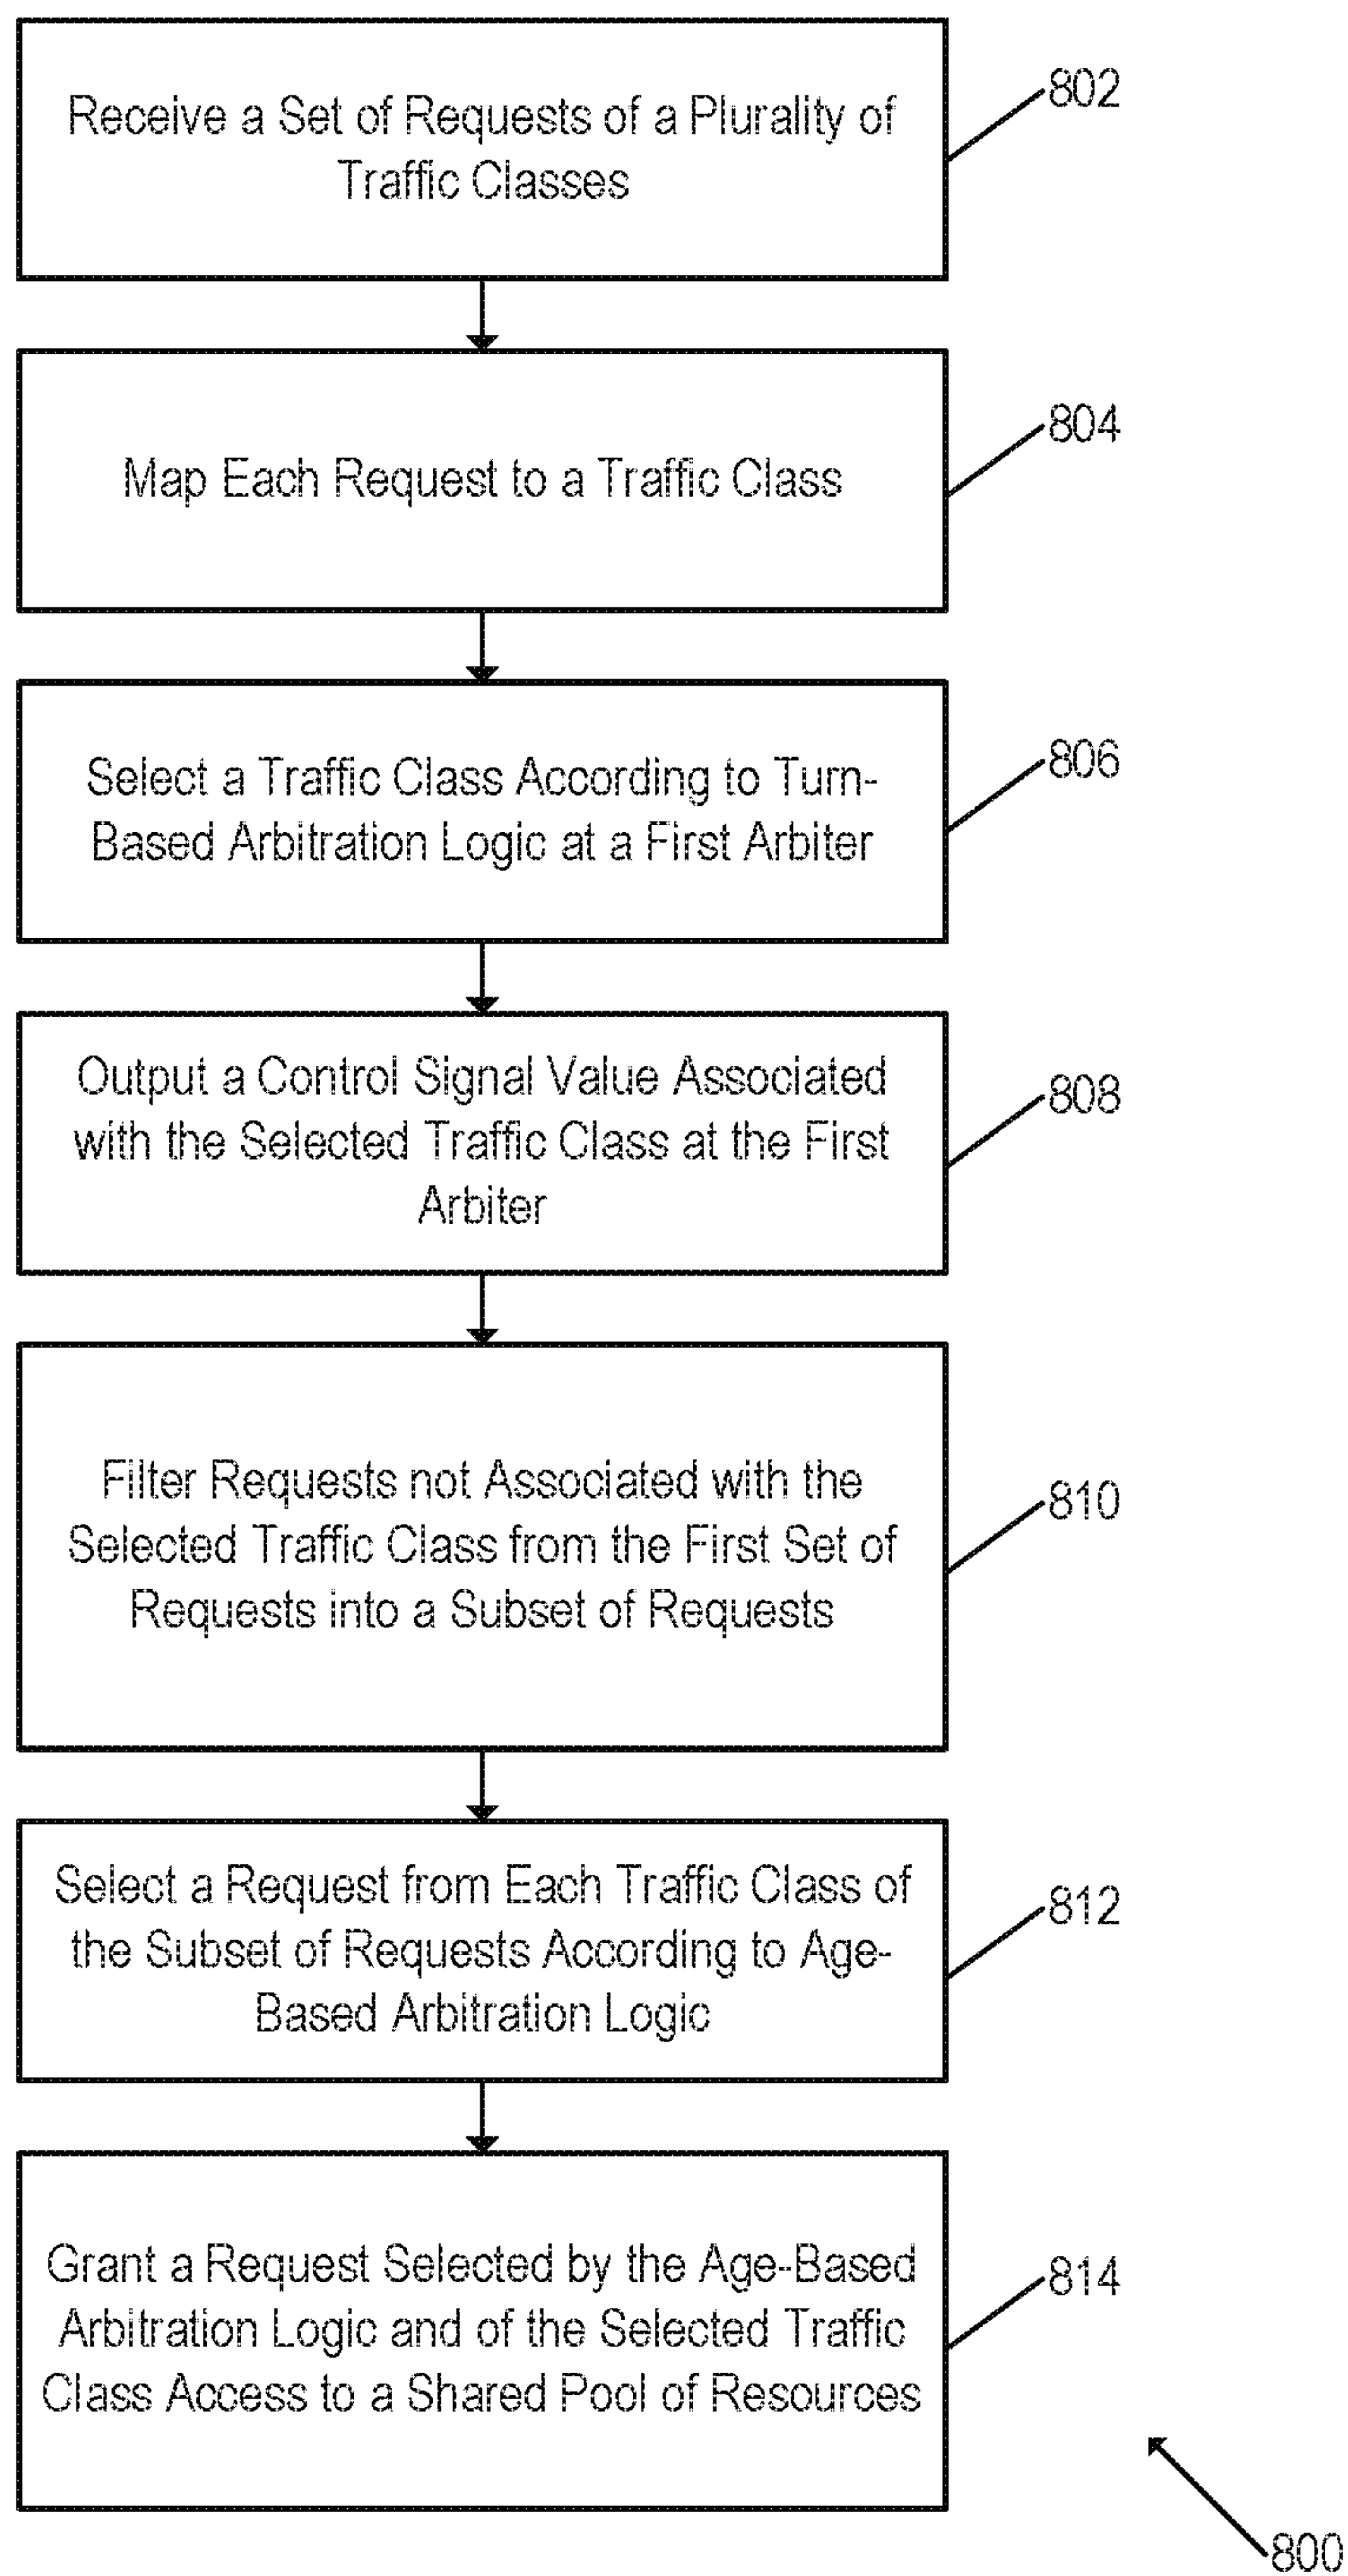 Receive a Set of Requests of a Plurality of
Traffic Classes
802
Map Each Request to a Traffic Class
804
Select a Traffic Class According to Turn-
Based Arbitration Logic at a First Arbiter
806
Output a Control Signal Value Associated
with the Selected Traffic Class at the First
Arbiter
808
Filter Requests not Associated with the
Selected Traffic Class from the First Set of
Requests into a Subset of Requests
810
Select a Request from Each Traffic Class of
the Subset of Requests According to Age-
Based Arbitration Logic
812
Grant a Request Selected by the Age-Based
Arbitration Logic and of the Selected Traffic
Class Access to a Shared Pool of Resources
814
800